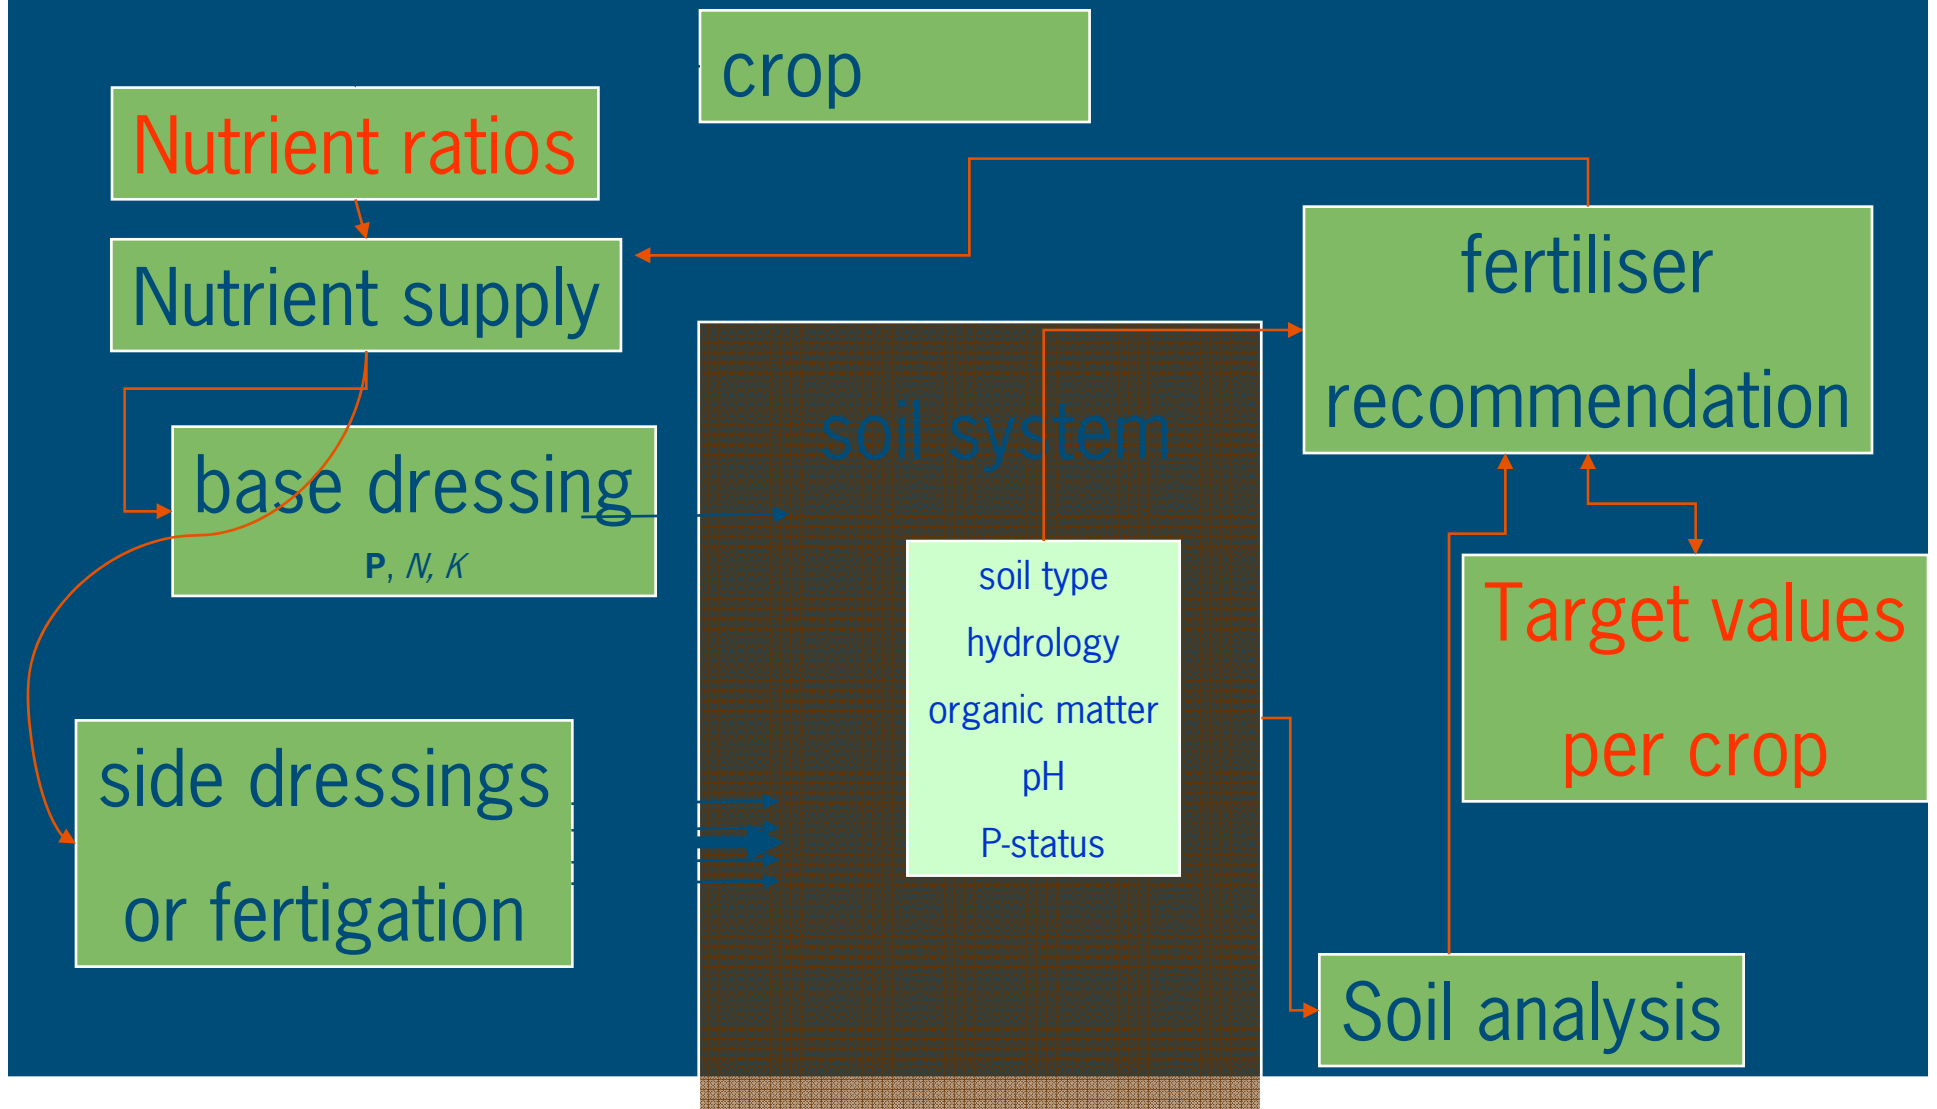 crop
Nutrient ratios
Nutrient supply
fertiliser
recommendation
base dressing
P, N, K
soil system
soil type
hydrology
organic matter
pH
P-status
Target values
per crop
side dressings
or fertigation
Soil analysis